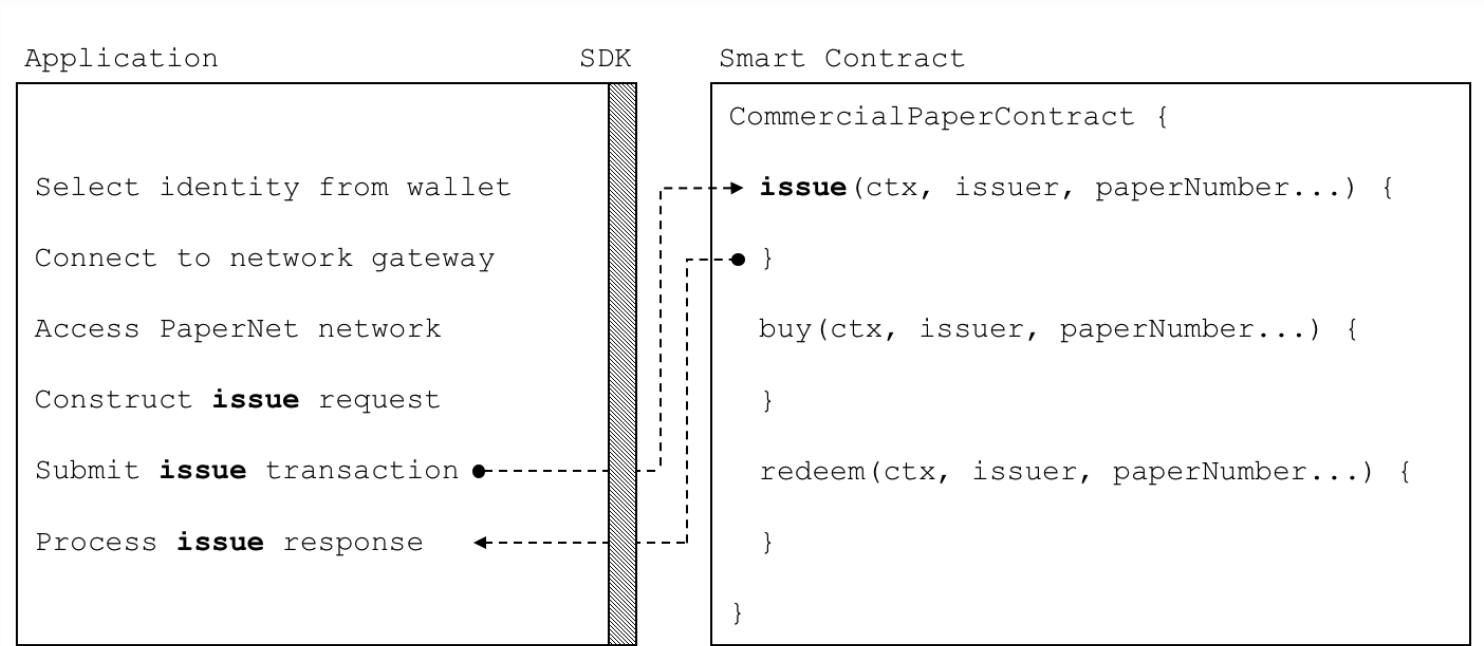 Application SDK
Select identity from wallet
Connect to network gateway
Access PaperNet network
Construct issue request
Submit issue transaction
Process issue response
Smart Contract
CommercialPaperContract {
issue(ctx, issuer, paperNumber...) {
}
buy(ctx, issuer, paperNumber...) {
}
redeem(ctx, issuer, paperNumber...) {
}
}